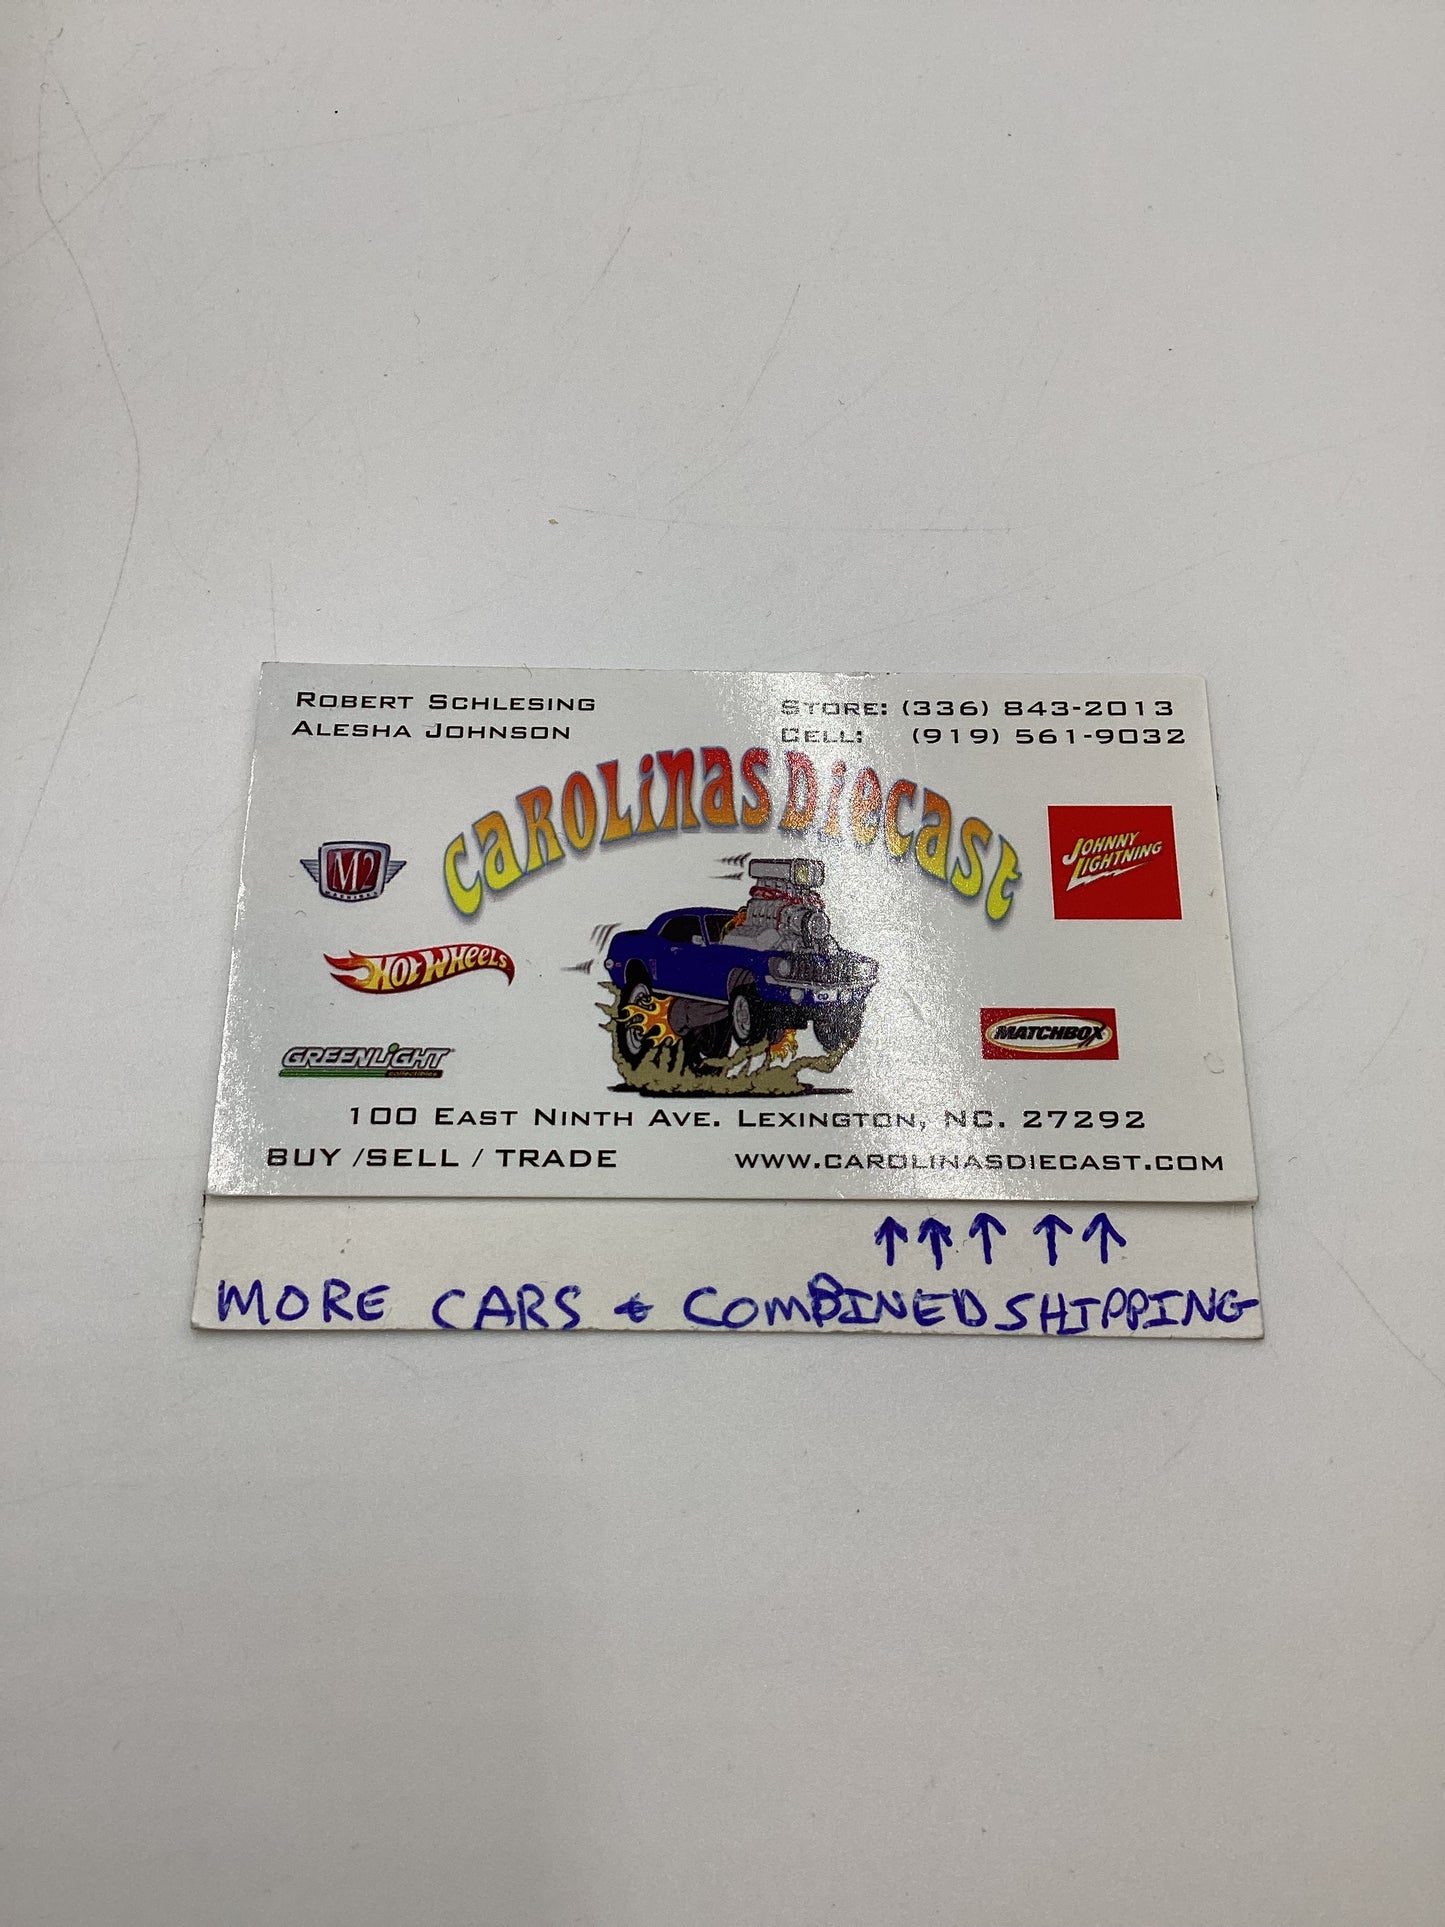 ROBERT SCHLESING
ALESHA JOHNSON
STORE: (336) 843-2013
CELL: (919) 561-9032
CAROLINAS DIECAST
M2
MACHINES
JOHNNY
LIGHTNING
HOT WHEELS
MATCHBOX
GREENLIGHT
collectibles
100 EAST NINTH AVE. LEXINGTON, NC. 27292
BUY /SELL / TRADE
WWW.CAROLINASDIECAST.COM
↑↑↑↑↑
MORE CARS & COMBINED SHIPPING